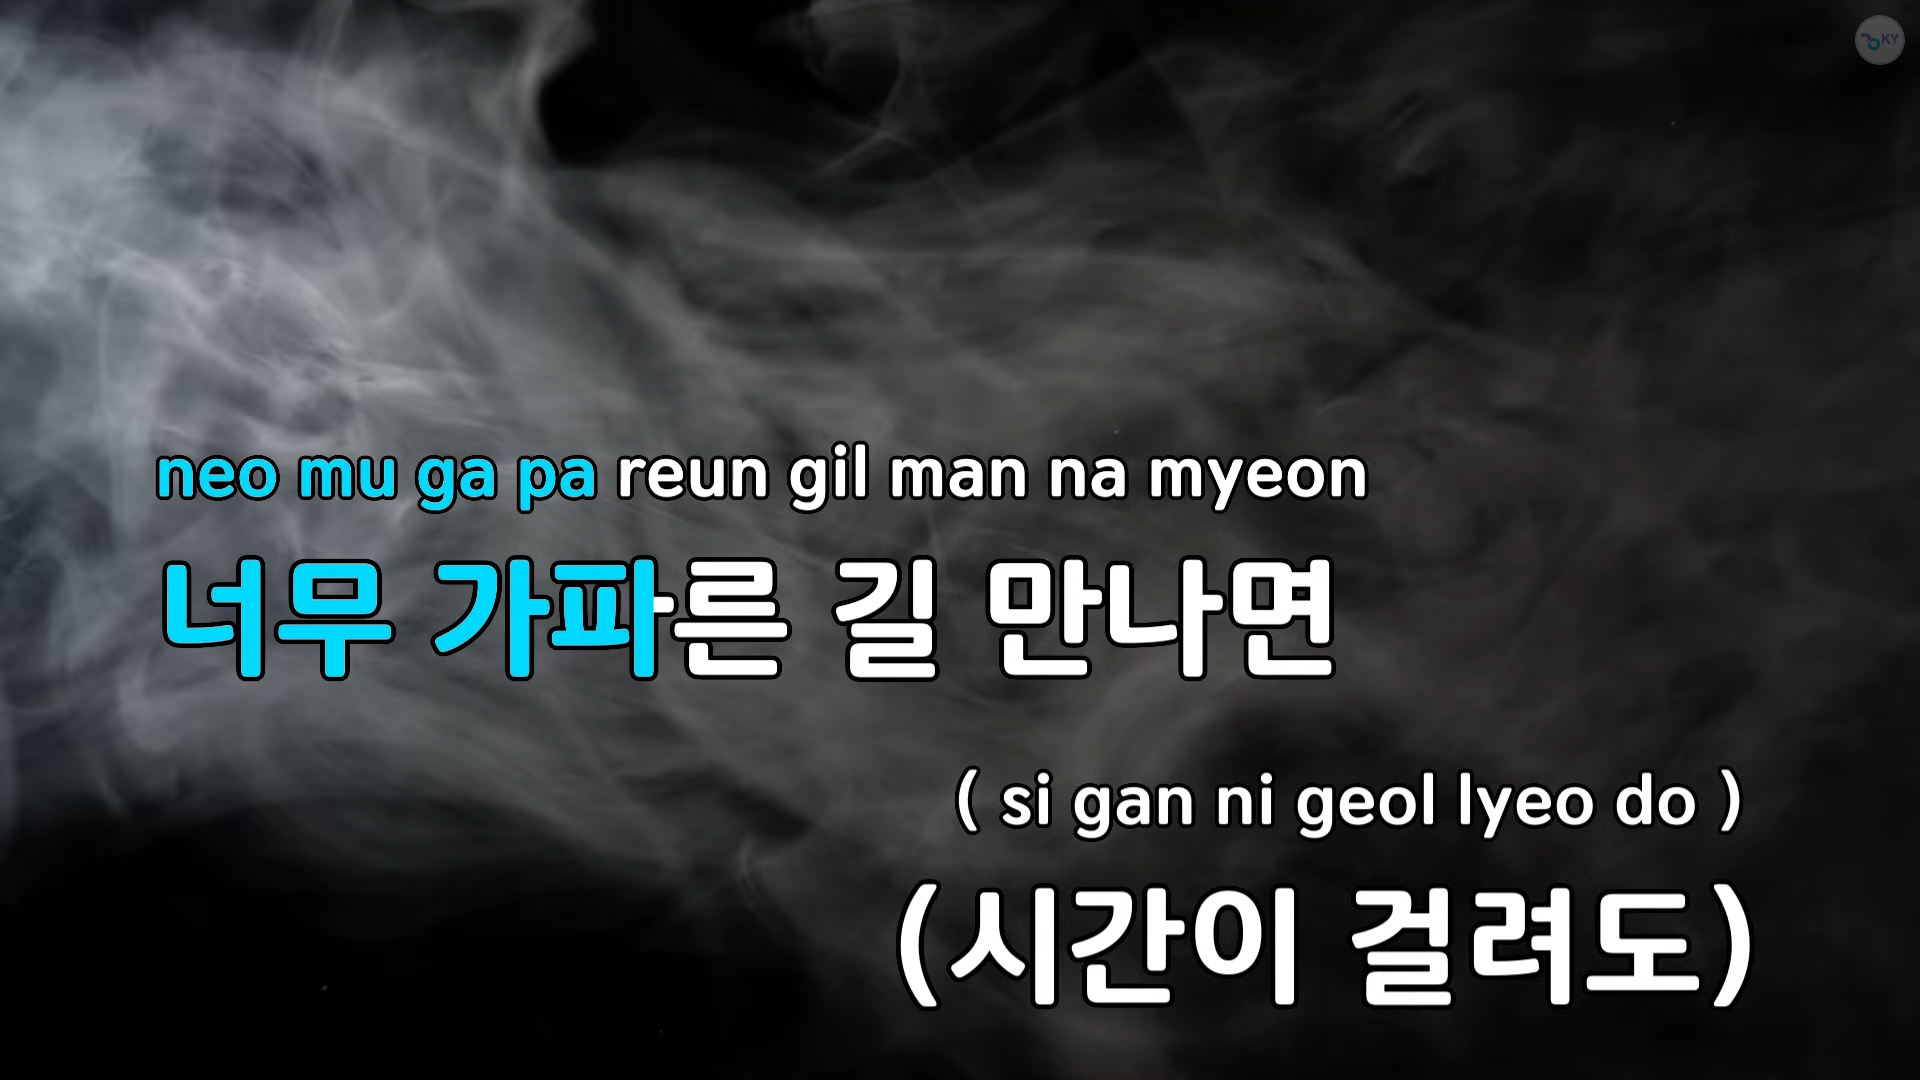 KY
neo mu ga pa reun gil man na myeon
너무 가파른 길 만나면
( si gan ni geol lyeo do )
(시간이 걸려도)